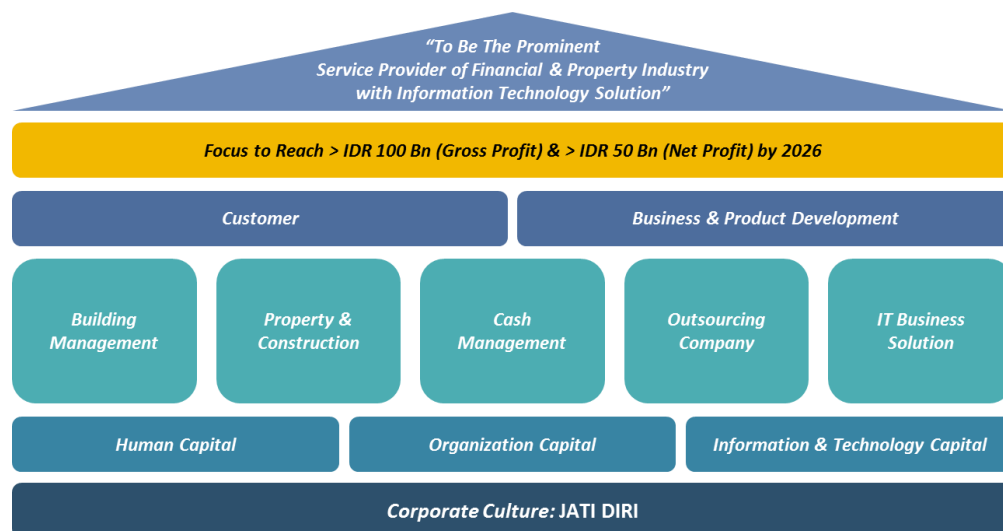 “To Be The Prominent
Service Provider of Financial & Property Industry
with Information Technology Solution”
Focus to Reach > IDR 100 Bn (Gross Profit) & > IDR 50 Bn (Net Profit) by 2026
Customer
Business & Product Development
Building
Management
Property &
Construction
Cash
Management
Outsourcing
Company
IT Business
Solution
Human Capital
Organization Capital
Information & Technology Capital
Corporate Culture: JATI DIRI